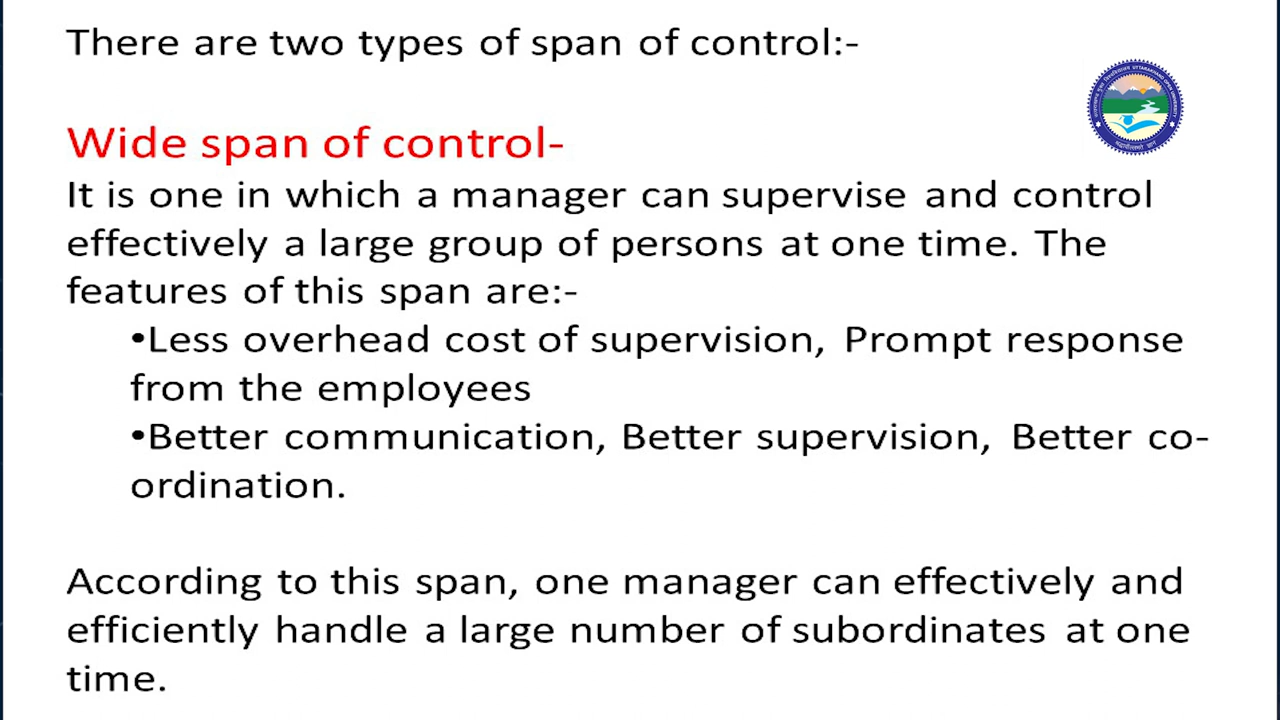 There are two types of span of control:-
Wide span of control-
It is one in which a manager can supervise and control
effectively a large group of persons at one time. The
features of this span are:-
•Less overhead cost of supervision, Prompt response
from the employees
•Better communication, Better supervision, Better co-
ordination.
According to this span, one manager can effectively and
efficiently handle a large number of subordinates at one
time.